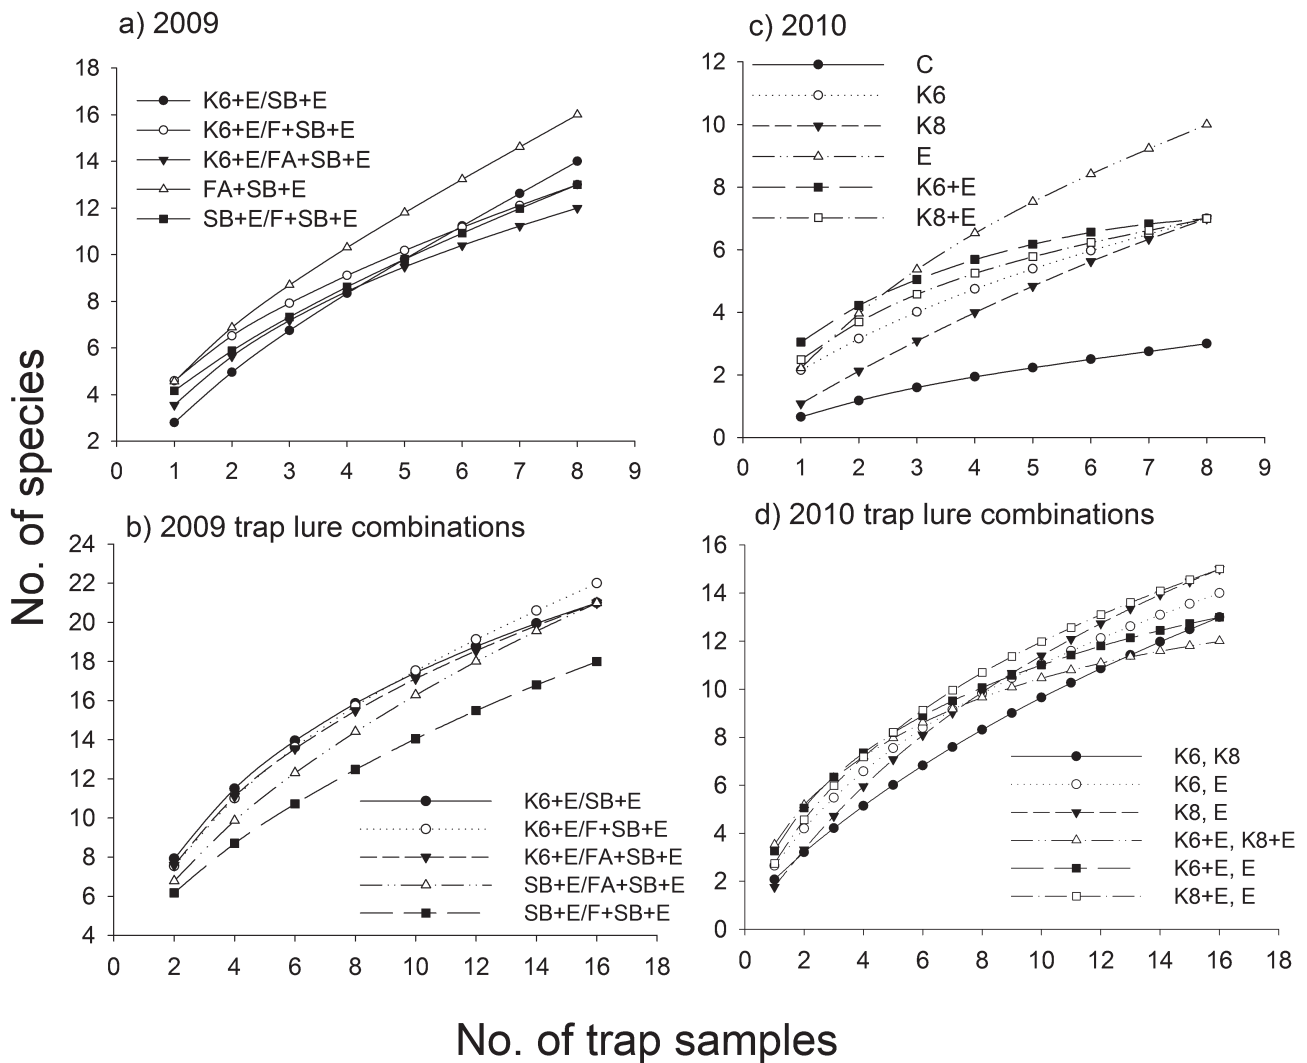 a) 2009
18
16
14
12
10
8
6
4
2
0 1 2 3 4 5 6 7 8 9
K6+E/SB+E
K6+E/F+SB+E
K6+E/FA+SB+E
FA+SB+E
SB+E/F+SB+E
c) 2010
12
10
8
6
4
2
0
0 1 2 3 4 5 6 7 8 9
C
K6
K8
E
K6+E
K8+E
No. of species
b) 2009 trap lure combinations
24
22
20
18
16
14
12
10
8
6
4
0 2 4 6 8 10 12 14 16 18
K6+E/SB+E
K6+E/F+SB+E
K6+E/FA+SB+E
SB+E/FA+SB+E
SB+E/F+SB+E
d) 2010 trap lure combinations
16
14
12
10
8
6
4
2
0
0 2 4 6 8 10 12 14 16 18
K6, K8
K6, E
K8, E
K6+E, K8+E
K6+E, E
K8+E, E
No. of trap samples